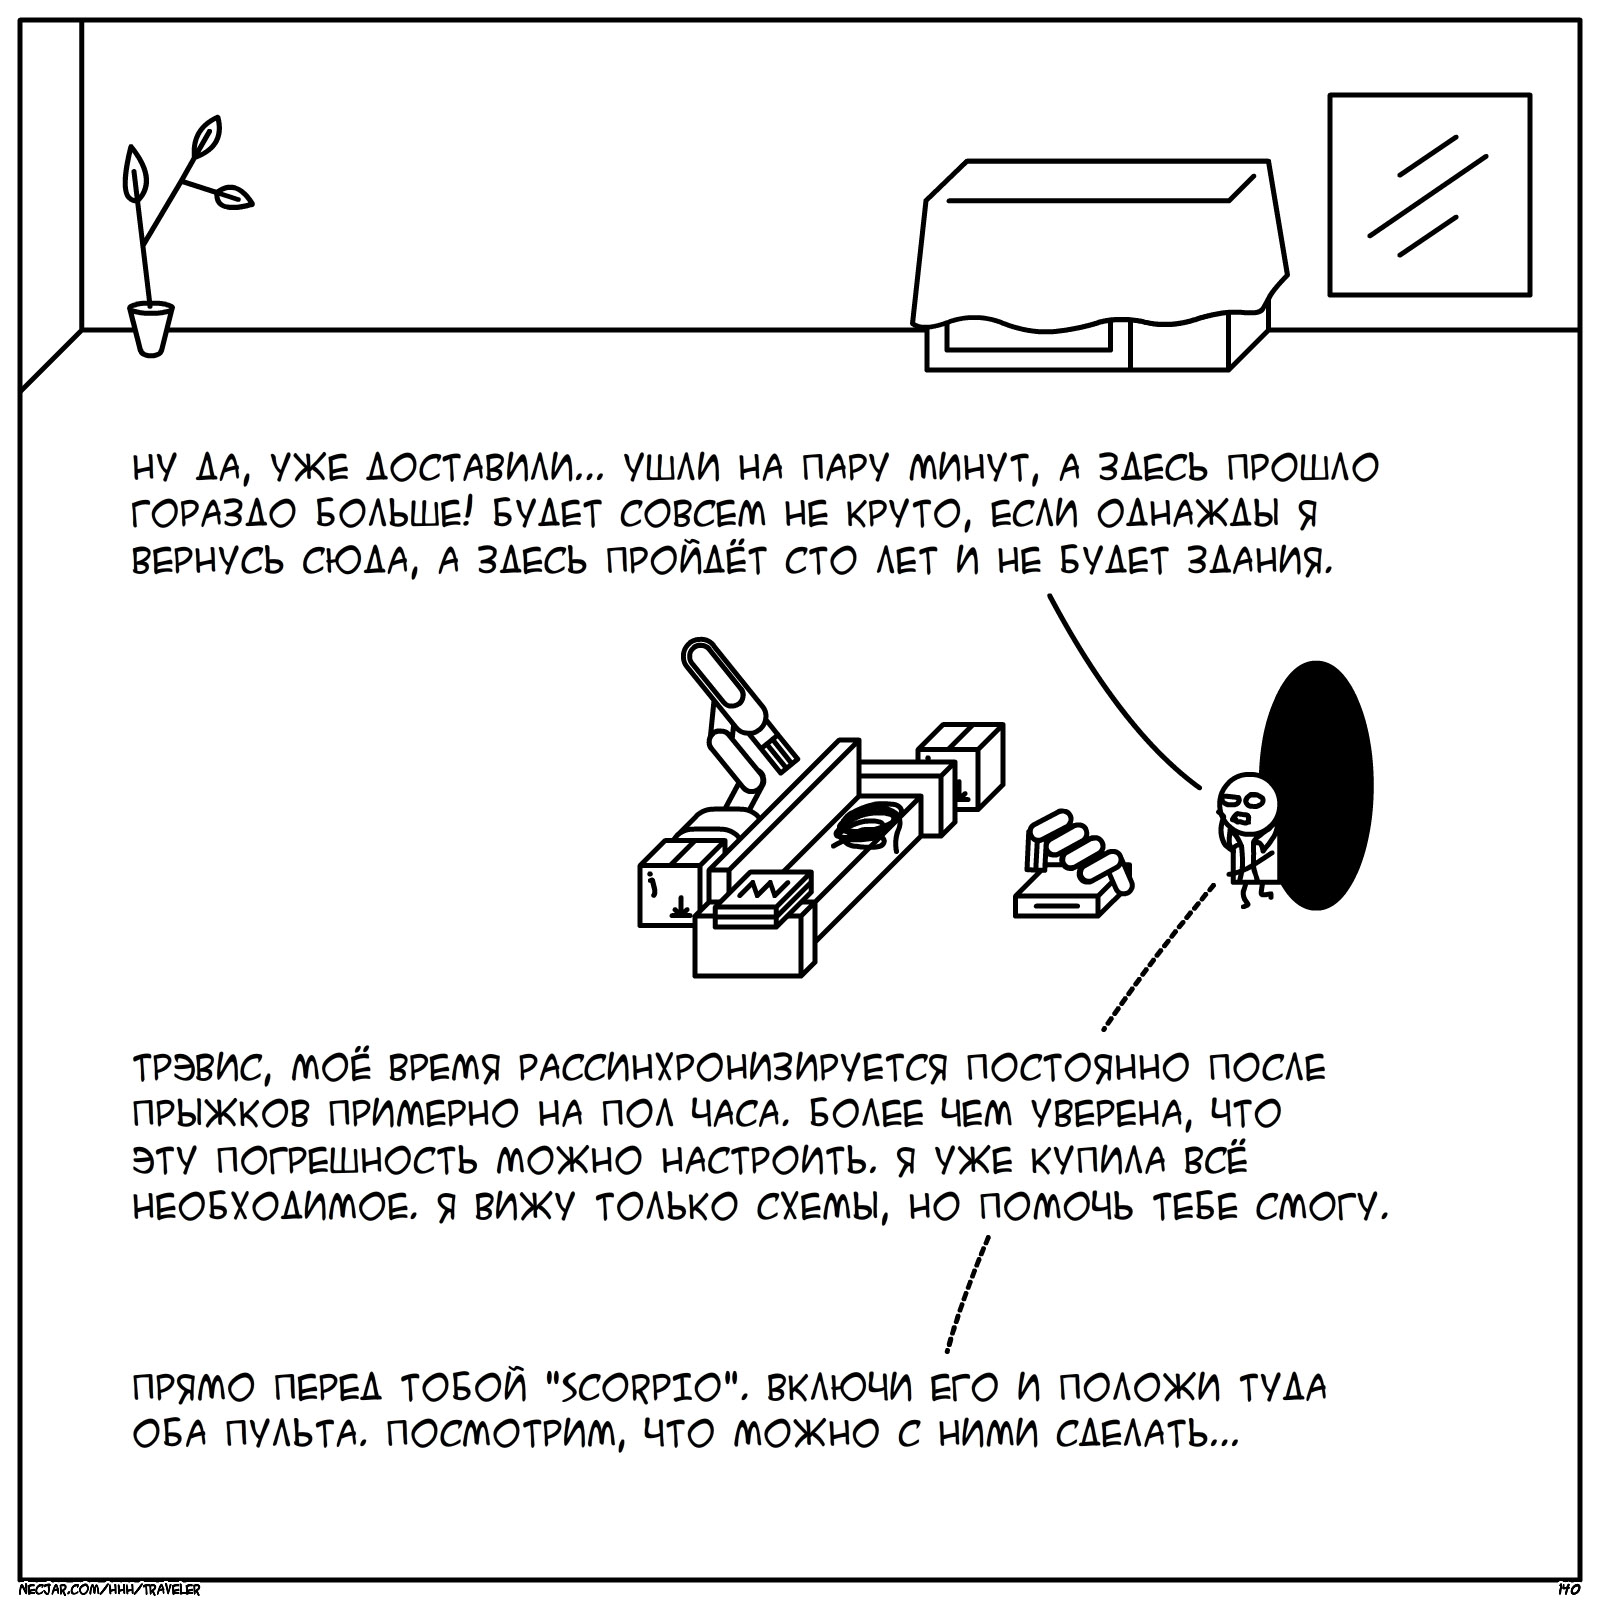 НУ ДА, УЖЕ ДОСТАВИЛИ... УШЛИ НА ПАРУ МИНУТ, А ЗДЕСЬ ПРОШЛО
ГОРАЗДО БОЛЬШЕ! БУДЕТ СОВСЕМ НЕ КРУТО, ЕСЛИ ОДНАЖДЫ Я
ВЕРНУСЬ СЮДА, А ЗДЕСЬ ПРОЙДЁТ СТО ЛЕТ И НЕ БУДЕТ ЗДАНИЯ.
ТРЭВИС, МОЁ ВРЕМЯ РАССИНХРОНИЗИРУЕТСЯ ПОСТОЯННО ПОСЛЕ
ПРЫЖКОВ ПРИМЕРНО НА ПОЛ ЧАСА. БОЛЕЕ ЧЕМ УВЕРЕНА, ЧТО
ЭТУ ПОГРЕШНОСТЬ МОЖНО НАСТРОИТЬ. Я УЖЕ КУПИЛА ВСЁ
НЕОБХОДИМОЕ. Я ВИЖУ ТОЛЬКО СХЕМЫ, НО ПОМОЧЬ ТЕБЕ СМОГУ.
ПРЯМО ПЕРЕД ТОБОЙ "SCORPIO". ВКЛЮЧИ ЕГО И ПОЛОЖИ ТУДА
ОБА ПУЛЬТА. ПОСМОТРИМ, ЧТО МОЖНО С НИМИ СДЕЛАТЬ...
NECJAR.COM/HHH/TRAVELER
140